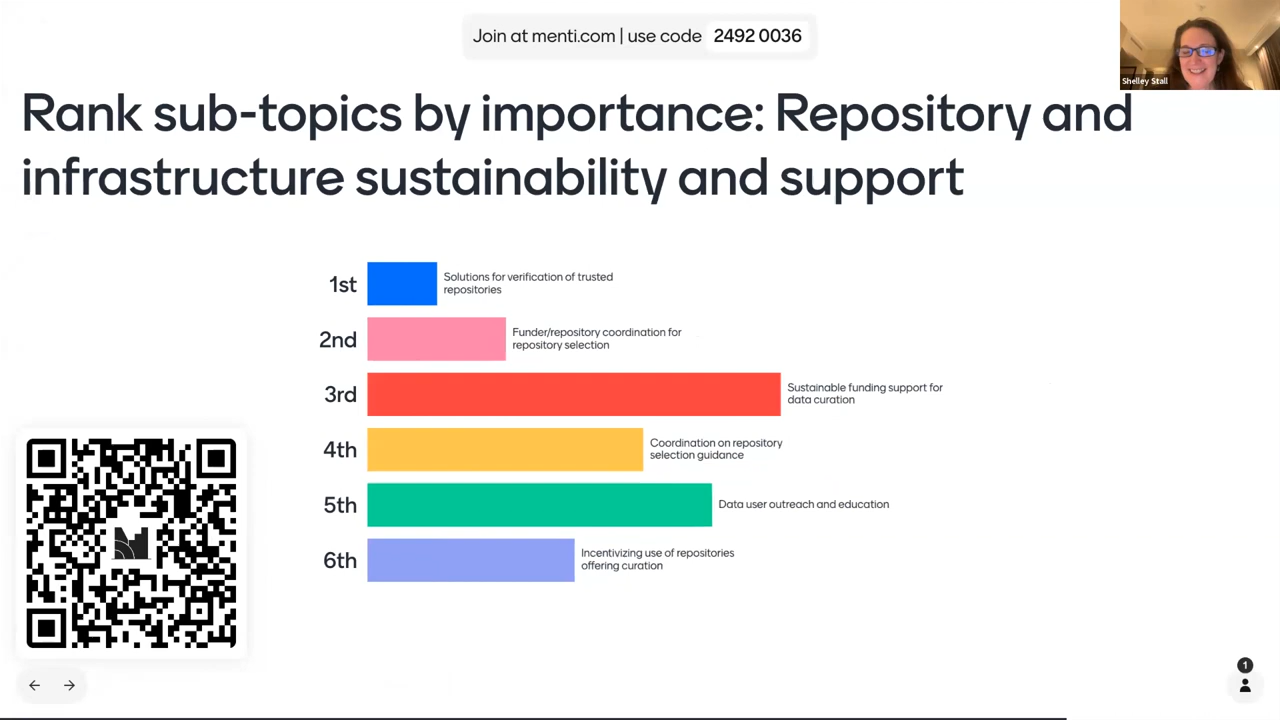 Join at menti.com | use code 2492 0036
Shelley Stall
Rank sub-topics by importance: Repository and
infrastructure sustainability and support
1st
Solutions for verification of trusted
repositories
2nd
Funder/repository coordination for
repository selection
3rd
Sustainable funding support for
data curation
4th
Coordination on repository
selection guidance
5th
Data user outreach and education
6th
Incentivizing use of repositories
offering curation
1